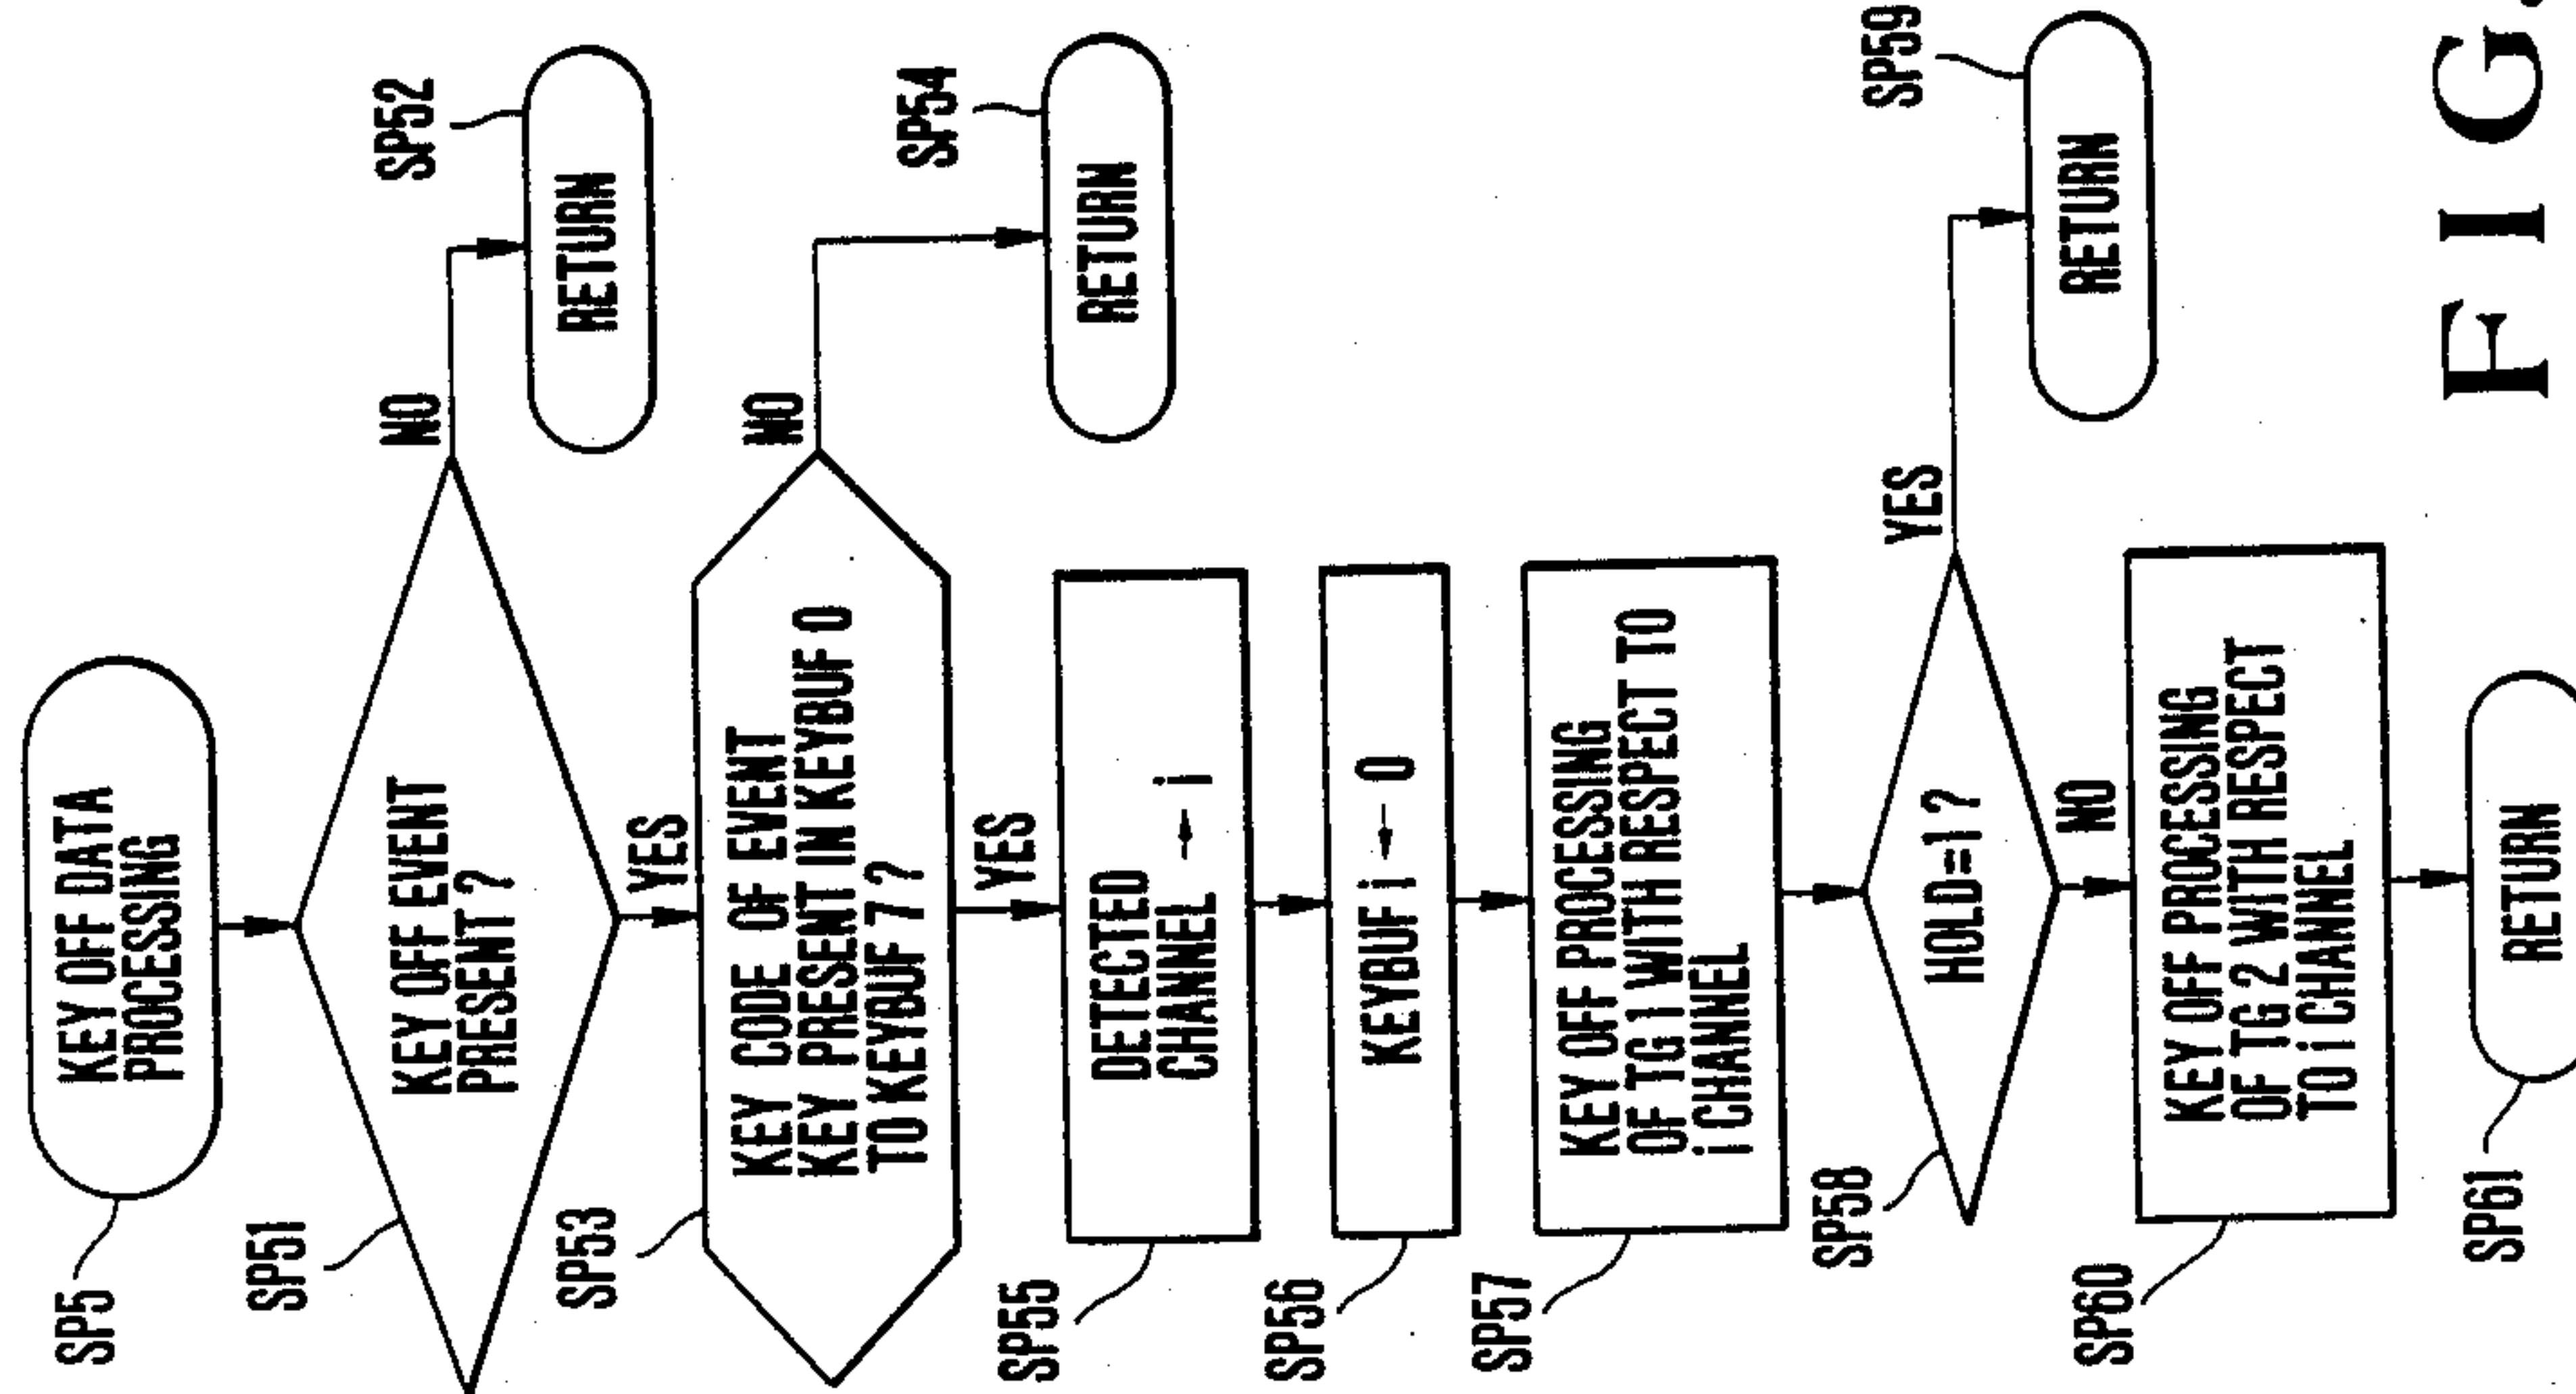 SP5
KEY OFF DATA
PROCESSING
SP51
KEY OFF EVENT
PRESENT ?
NO
SP52
RETURN
YES
SP53
KEY CODE OF EVENT
KEY PRESENT IN KEYBUF 0
TO KEYBUF 7 ?
NO
SP54
RETURN
YES
SP55
DETECTED
CHANNEL → i
SP56
KEYBUF i ← 0
SP57
KEY OFF PROCESSING
OF TG 1 WITH RESPECT TO
i CHANNEL
SP58
HOLD=1 ?
YES
SP59
RETURN
NO
SP60
KEY OFF PROCESSING
OF TG 2 WITH RESPECT
TO i CHANNEL
SP61
RETURN
FIG.